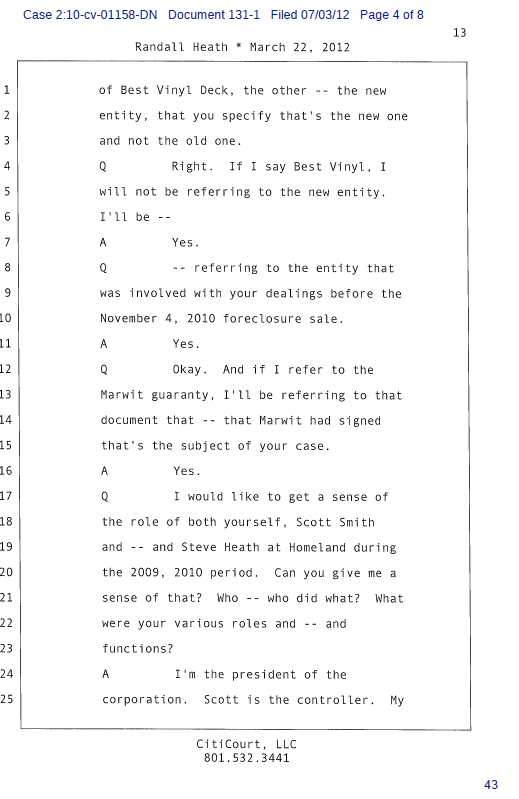 Case 2:10-cv-01158-DN Document 131-1 Filed 07/03/12 Page 4 of 8
13
Randall Heath * March 22, 2012
1 of Best Vinyl Deck, the other -- the new
2 entity, that you specify that's the new one
3 and not the old one.
4 Q Right. If I say Best Vinyl, I
5 will not be referring to the new entity.
6 I'll be --
7 A Yes.
8 Q -- referring to the entity that
9 was involved with your dealings before the
10 November 4, 2010 foreclosure sale.
11 A Yes.
12 Q Okay. And if I refer to the
13 Marwit guaranty, I'll be referring to that
14 document that -- that Marwit had signed
15 that's the subject of your case.
16 A Yes.
17 Q I would like to get a sense of
18 the role of both yourself, Scott Smith
19 and -- and Steve Heath at Homeland during
20 the 2009, 2010 period. Can you give me a
21 sense of that? Who -- who did what? What
22 were your various roles and -- and
23 functions?
24 A I'm the president of the
25 corporation. Scott is the controller. My
CitiCourt, LLC
801.532.3441
43